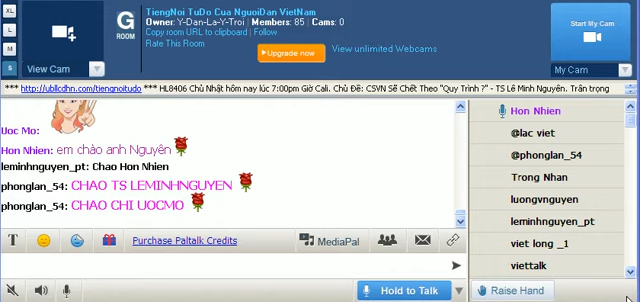 XL
L
M
S
View Cam
G
ROOM
TiengNoi TuDo Cua NguoiDan VietNam
Owner: Y-Dan-La-Y-Troi | Members: 85 | Cams: 0
Copy room URL to clipboard | Follow
Rate This Room
Upgrade now
View unlimited Webcams
Start My Cam
My Cam
*** http://ubllcdhn.com/tiengnoitudo/ *** HL8406 Chủ Nhật hôm nay lúc 7:00pm Giờ Cali. Chủ Đề: CSVN Sẽ Chết Theo "Quy Trình ?" - TS Lê Minh Nguyên. Trân trọng
Uoc Mo:
Hon Nhien: em chào anh Nguyên
leminhnguyen_pt: Chao Hon Nhien
phonglan_54: CHAO TS LEMINHNGUYEN
phonglan_54: CHAO CHI UOCMO
Hon Nhien
@lac viet
@phonglan_54
Trong Nhan
luongvnguyen
leminhnguyen_pt
viet long _1
viettalk
T
Purchase Paltalk Credits
MediaPal
Hold to Talk
Raise Hand